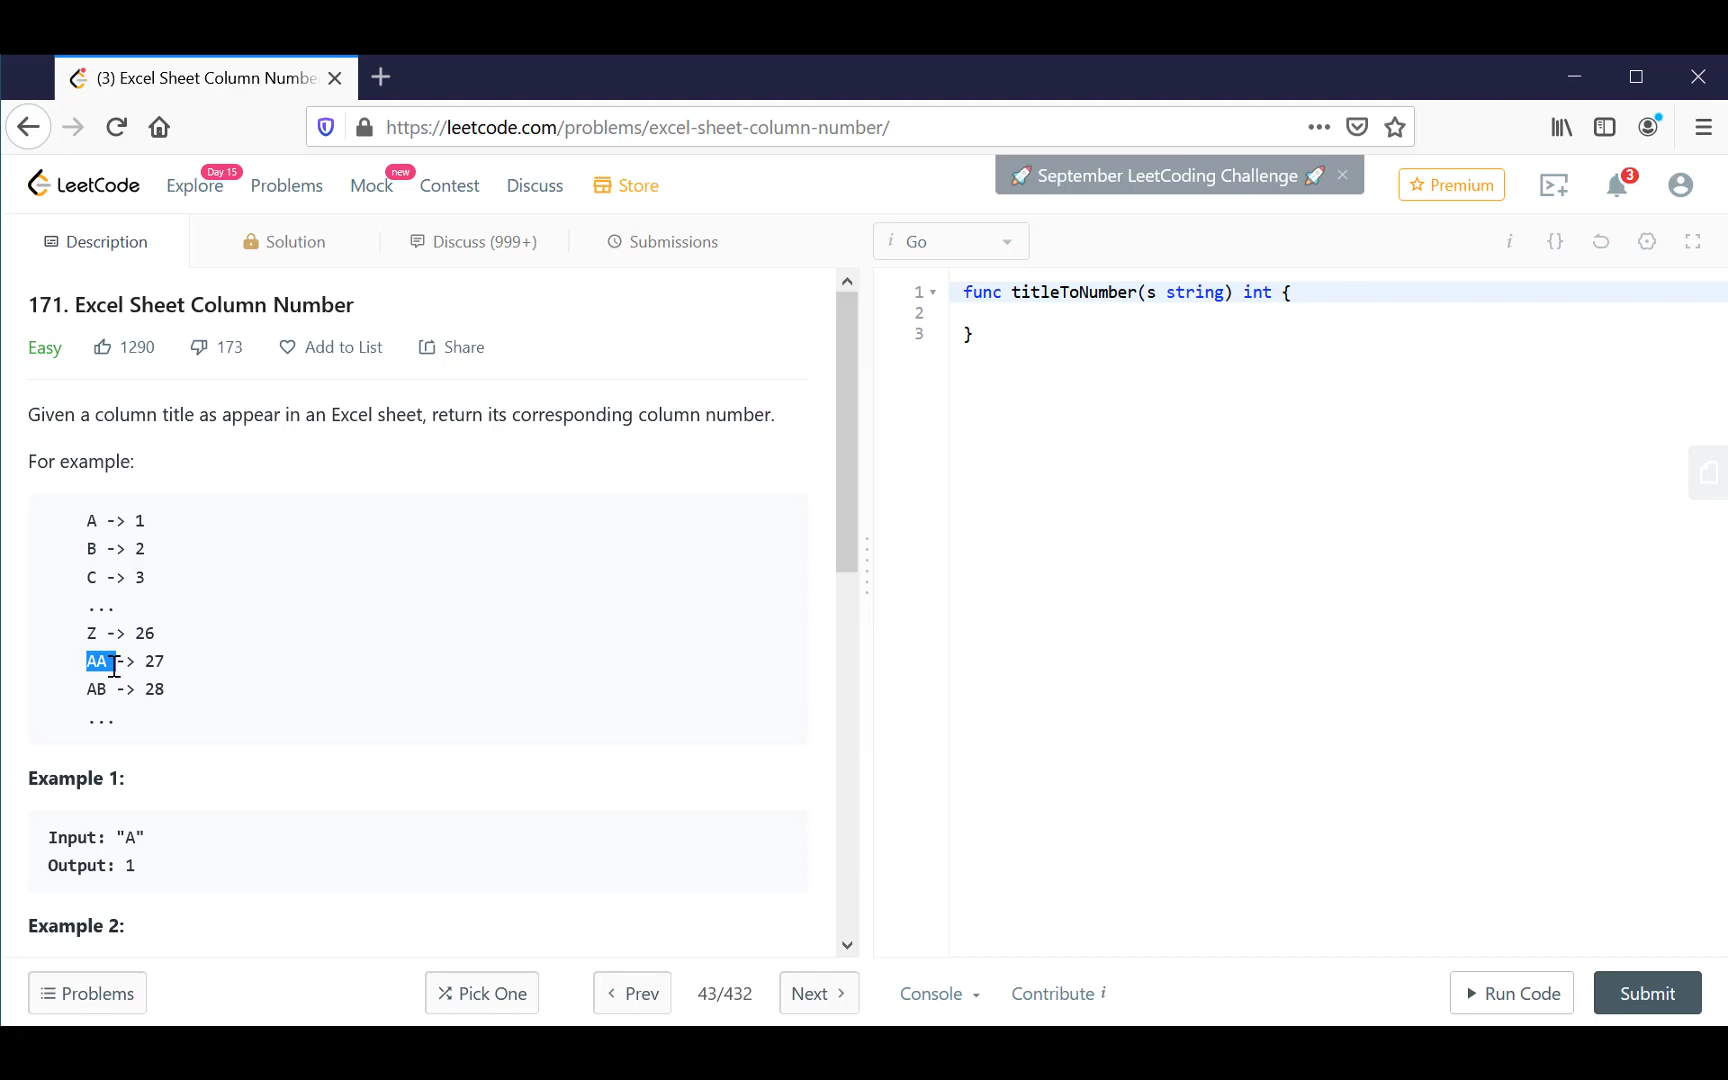 (3) Excel Sheet Column Numbe
https://leetcode.com/problems/excel-sheet-column-number/
LeetCode
Explore
Day 15
Problems
Mock
new
Contest
Discuss
Store
🚀 September LeetCoding Challenge 🚀
Premium
3
Description
Solution
Discuss (999+)
Submissions
i Go
171. Excel Sheet Column Number
Easy
1290
173
Add to List
Share
Given a column title as appear in an Excel sheet, return its corresponding column number.
For example:
A -> 1
B -> 2
C -> 3
...
Z -> 26
AA -> 27
AB -> 28
...
Example 1:
Input: "A"
Output: 1
Example 2:
i {}
1 func titleToNumber(s string) int {
2
3 }
Problems
Pick One
Prev
43/432
Next
Console
Contribute i
Run Code
Submit